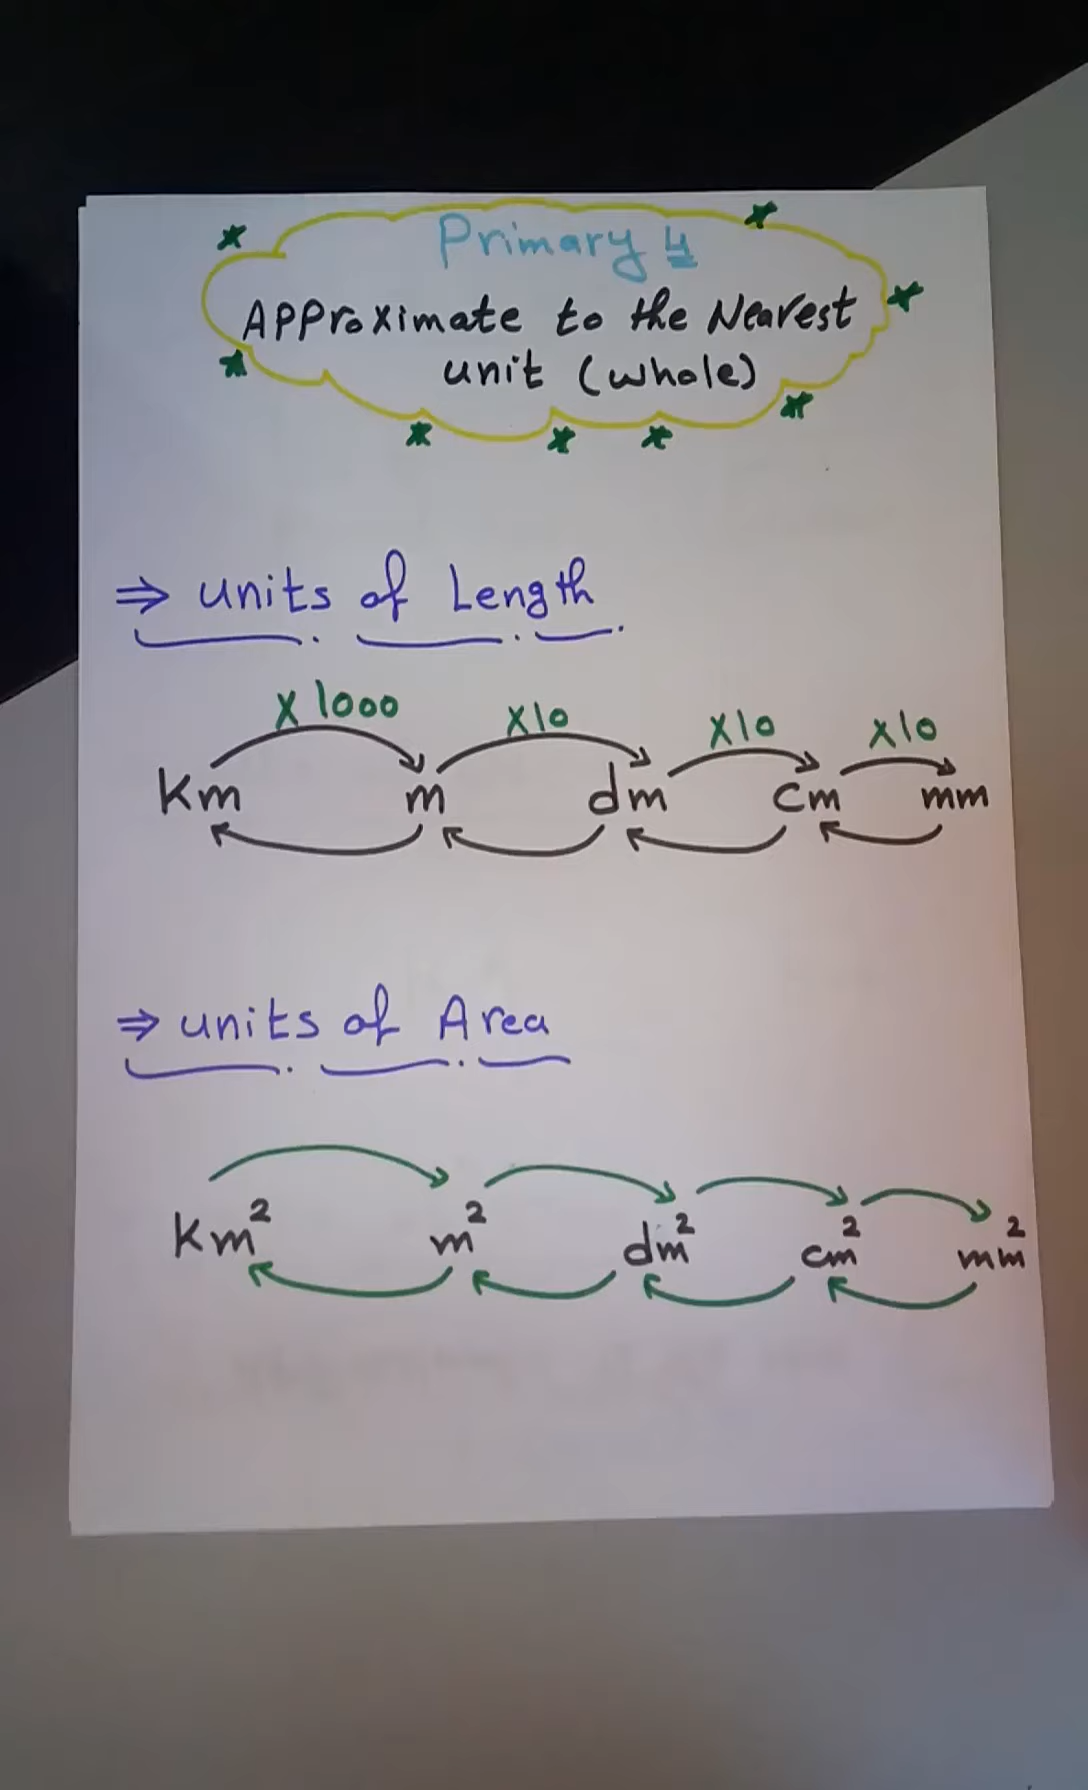 Primary 4
Approximate to the Nearest
unit (whole)
⇒ units of Length
X 1000 X10 X10 X10
Km m dm cm mm
⇒ units of Area
Km² m² dm² cm² mm²